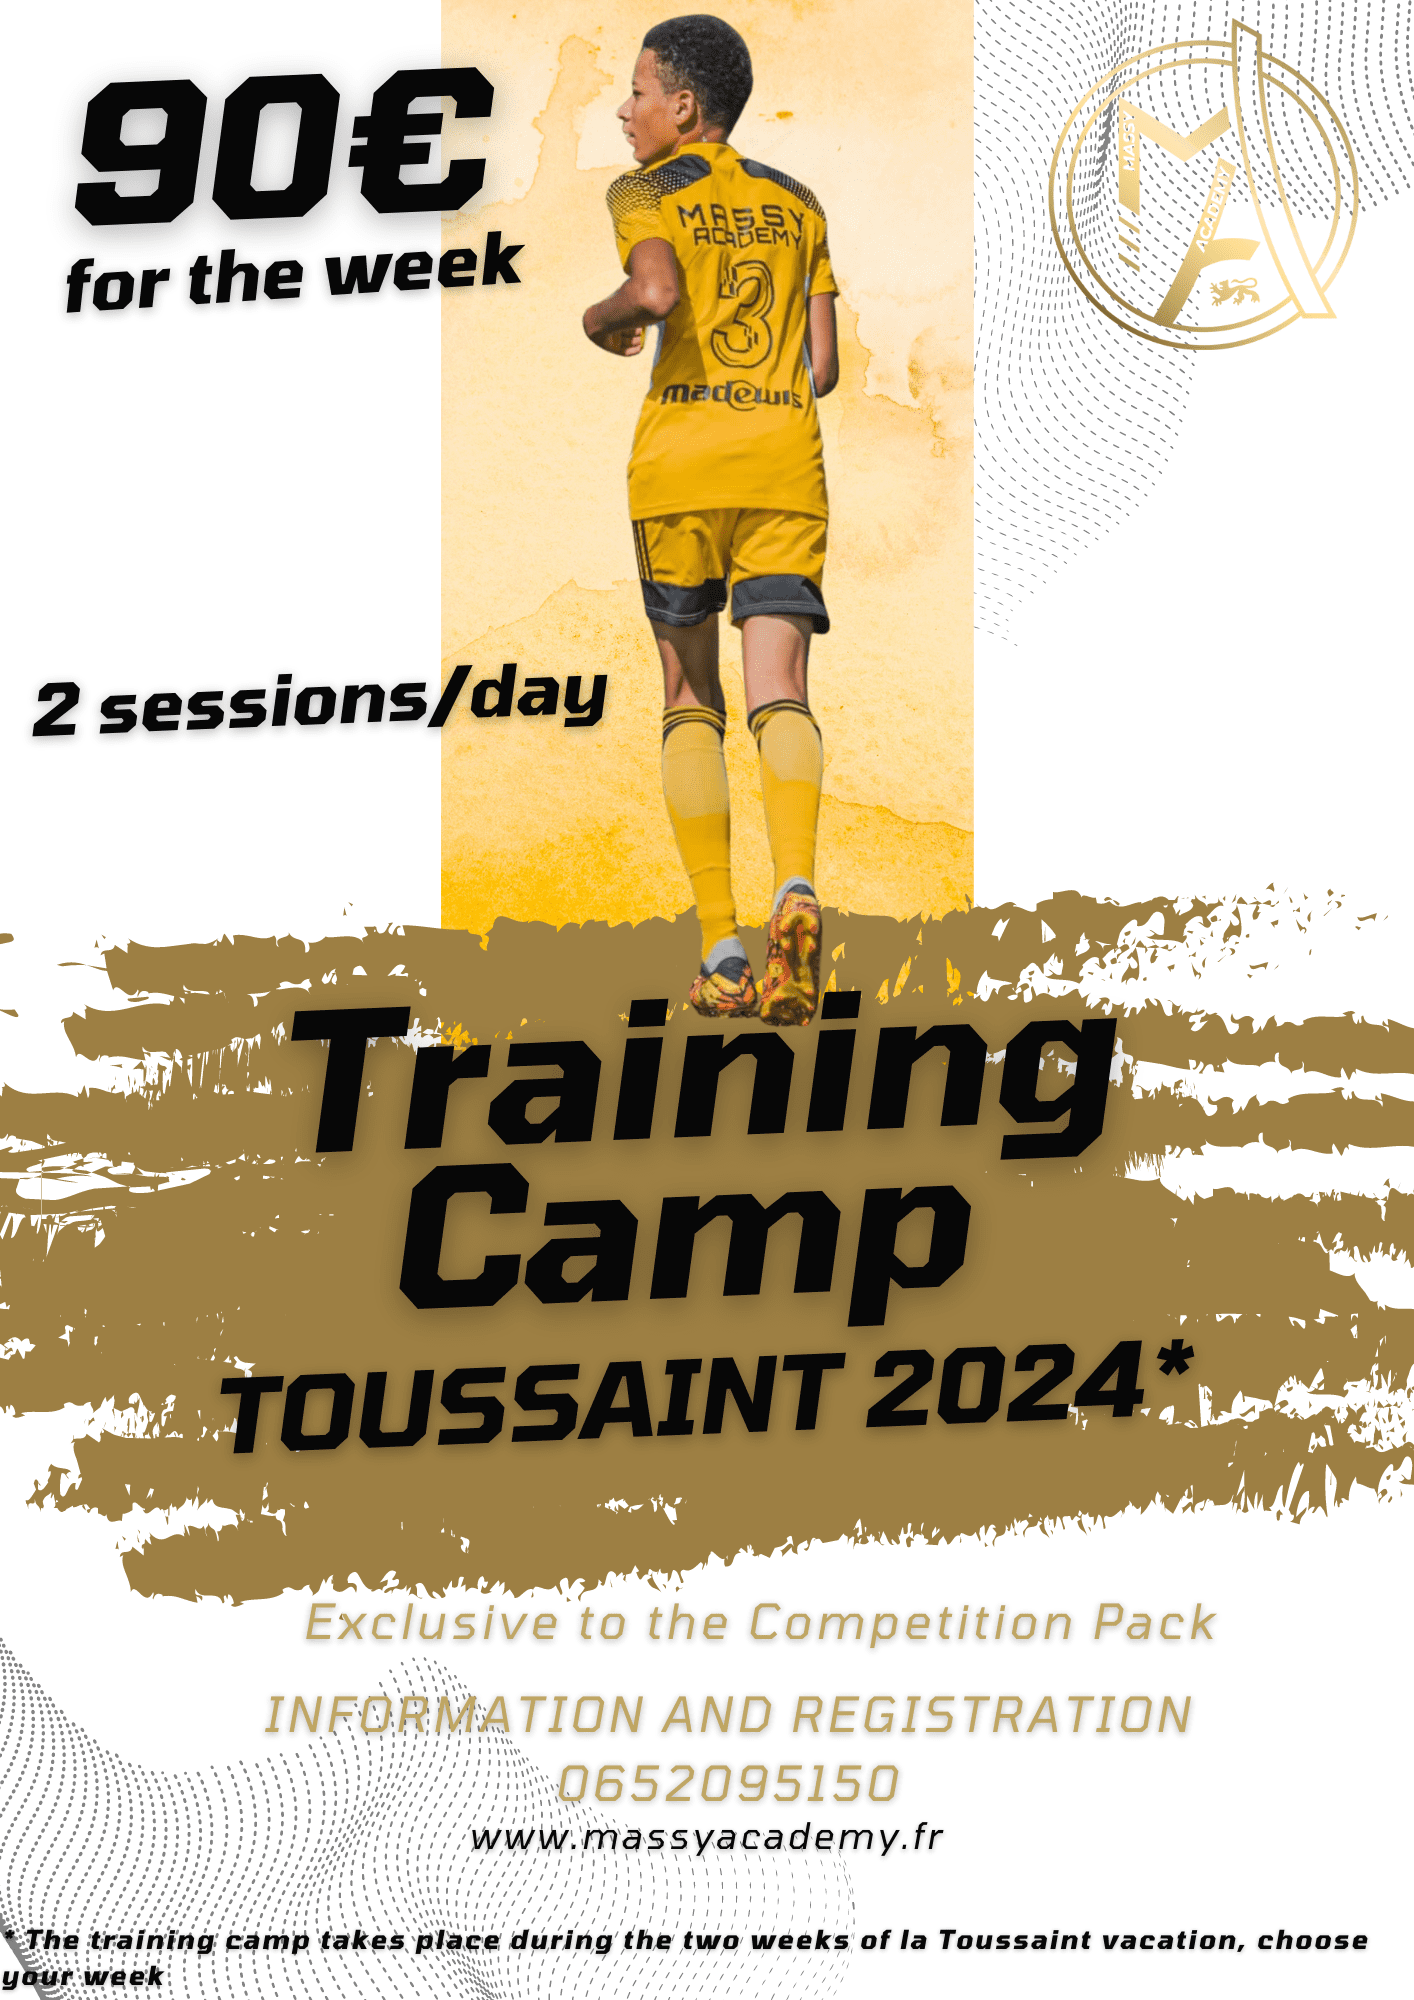 90€
for the week
MASSY
ACADEMY
MASSY
ACADEMY
3
madewis
2 sessions/day
Training
Camp
TOUSSAINT 2024*
Exclusive to the Competition Pack
INFORMATION AND REGISTRATION
0652095150
www.massyacademy.fr
* The training camp takes place during the two weeks of la Toussaint vacation, choose
your week